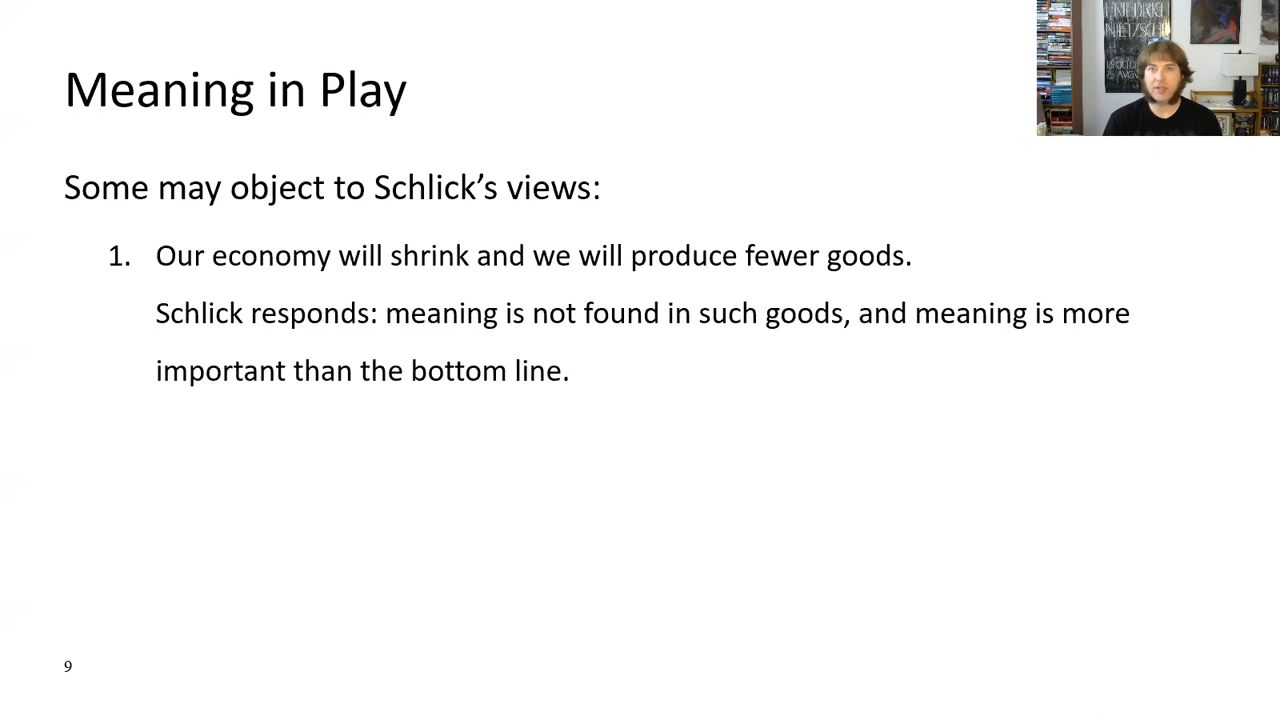 Meaning in Play
Some may object to Schlick’s views:
1. Our economy will shrink and we will produce fewer goods.
Schlick responds: meaning is not found in such goods, and meaning is more
important than the bottom line.
9
FRIEDRICH
NIETZSCHE